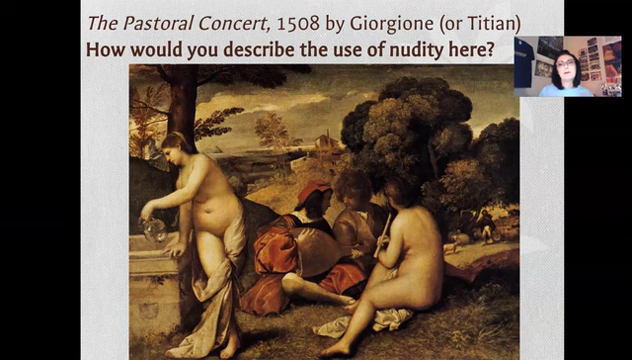 The Pastoral Concert, 1508 by Giorgione (or Titian)
How would you describe the use of nudity here?